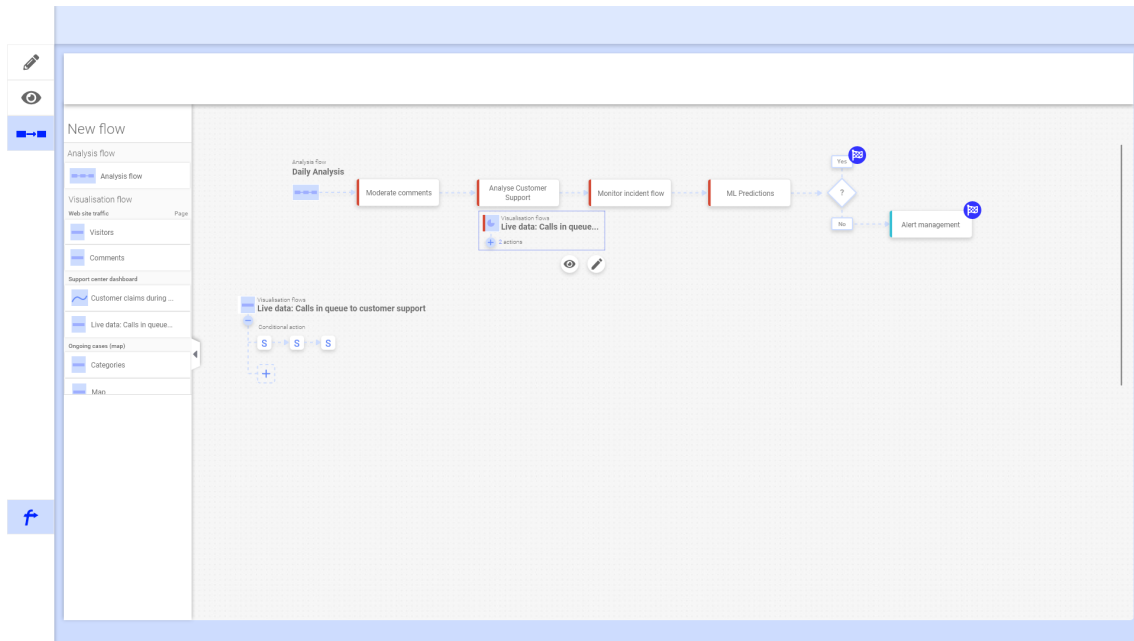 New flow
Analysis flow
Analysis flow
Visualisation flow
Web site traffic Page
Visitors
Comments
Support center dashboard
Customer claims during ...
Live data: Calls in queue...
Ongoing cases (map)
Categories
Map
Analysis flow
Daily Analysis
Moderate comments
Analyse Customer
Support
Monitor incident flow
ML Predictions
Yes
?
No
Alert management
Visualisation flows
Live data: Calls in queue...
2 actions
Visualisation flows
Live data: Calls in queue to customer support
Conditional action
S S S